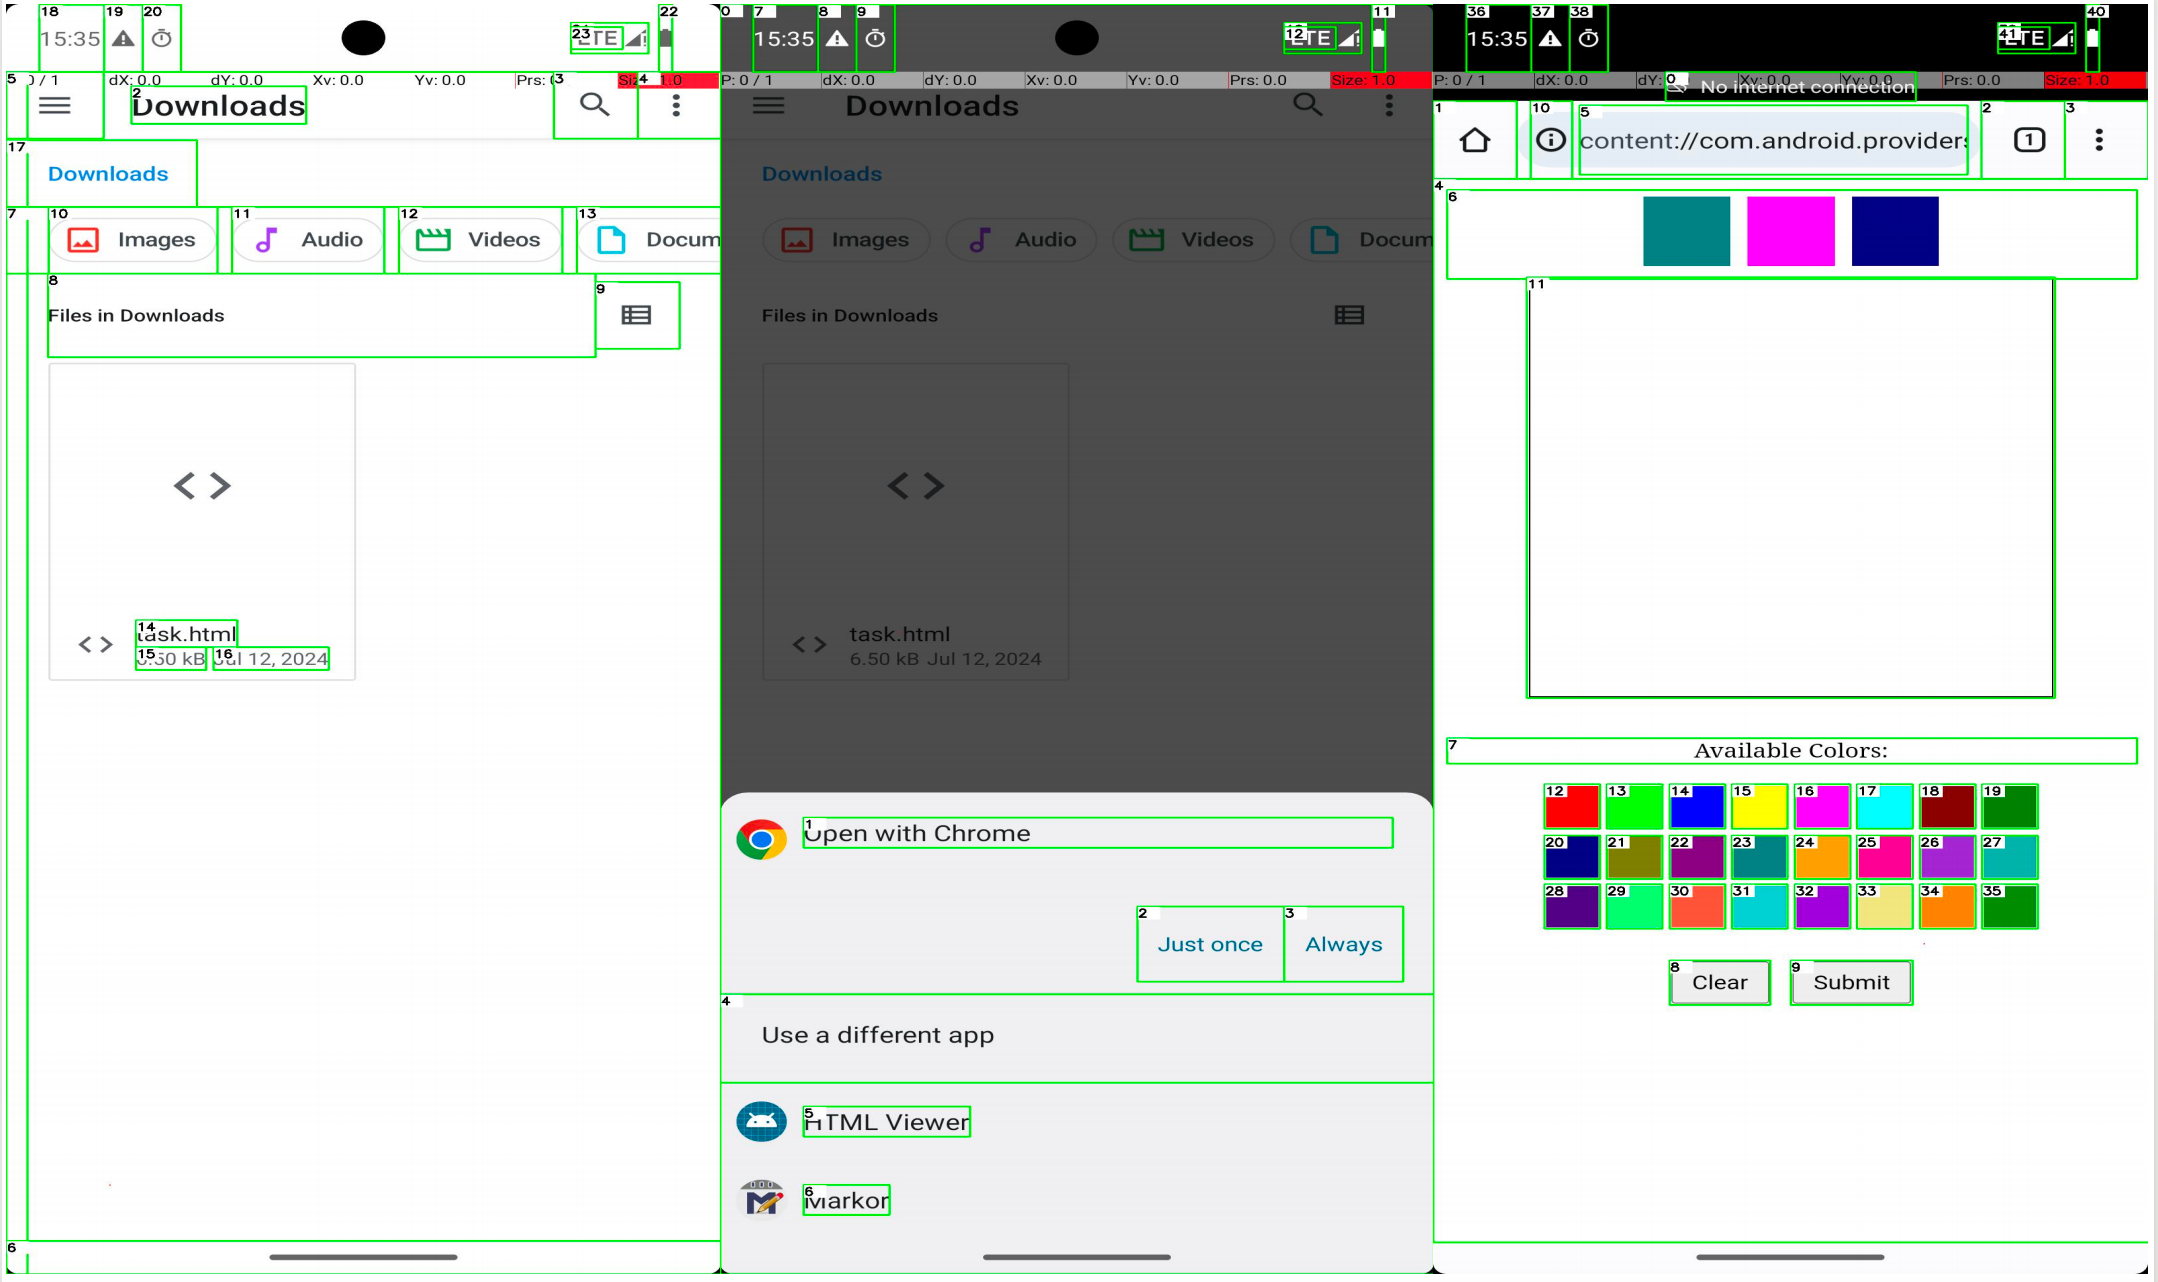 18 19 20 22
15:35 23 LTE
5 0 / 1 dX: 0.0 dY: 0.0 Xv: 0.0 Yv: 0.0 Prs: 3 Siz 4 1.0
2 Downloads
17
Downloads
7 10 11 12 13
Images Audio Videos Docum
8 9
Files in Downloads
14 task.html
15 6.50 kB 16 Jul 12, 2024
6
0 7 8 9 11
15:35 12 LTE
P: 0 / 1 dX: 0.0 dY: 0.0 Xv: 0.0 Yv: 0.0 Prs: 0.0 Size: 1.0
Downloads
Downloads
Images Audio Videos Docum
Files in Downloads
task.html
6.50 kB Jul 12, 2024
1 Open with Chrome
2 3
Just once Always
4
Use a different app
5 HTML Viewer
6 Markor
36 37 38 40
15:35 41 LTE
P: 0 / 1 dX: 0.0 dY: 0 Xv: 0.0 Yv: 0.0 Prs: 0.0 Size: 1.0
No internet connection
1 10 5 2 3
content://com.android.providers 1
4
6
11
7 Available Colors:
12 13 14 15 16 17 18 19
20 21 22 23 24 25 26 27
28 29 30 31 32 33 34 35
8 9
Clear Submit